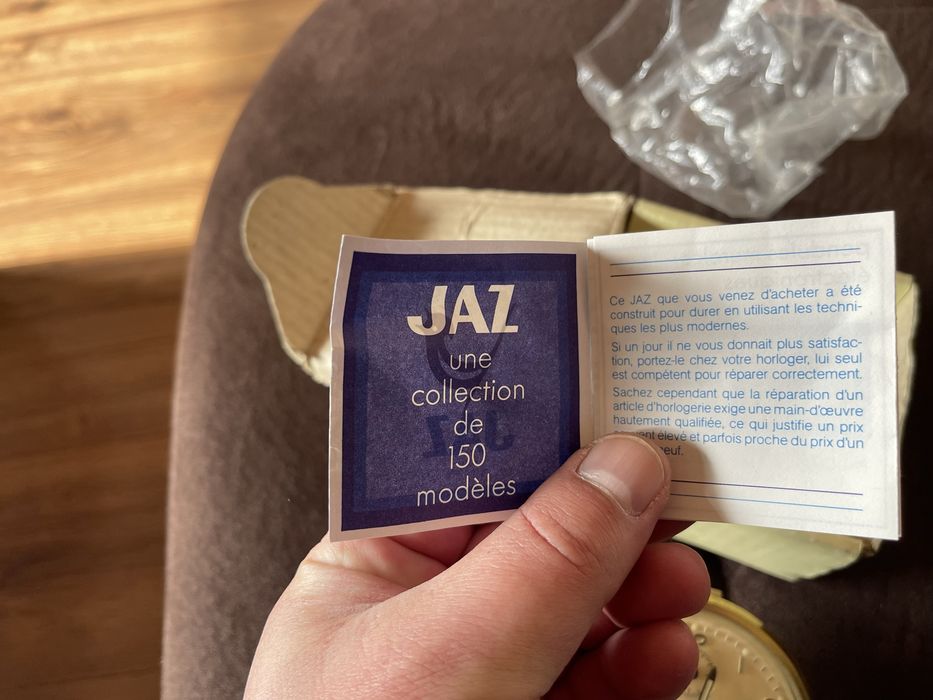 JAZ
une
collection
de
150
modèles
Ce JAZ que vous venez d'acheter a été
construit pour durer en utilisant les techni-
ques les plus modernes.
Si un jour il ne vous donnait plus satisfac-
tion, portez-le chez votre horloger, lui seul
est compétent pour réparer correctement.
Sachez cependant que la réparation d'un
article d'horlogerie exige une main-d'œuvre
hautement qualifiée, ce qui justifie un prix
élevé et parfois proche du prix d'un